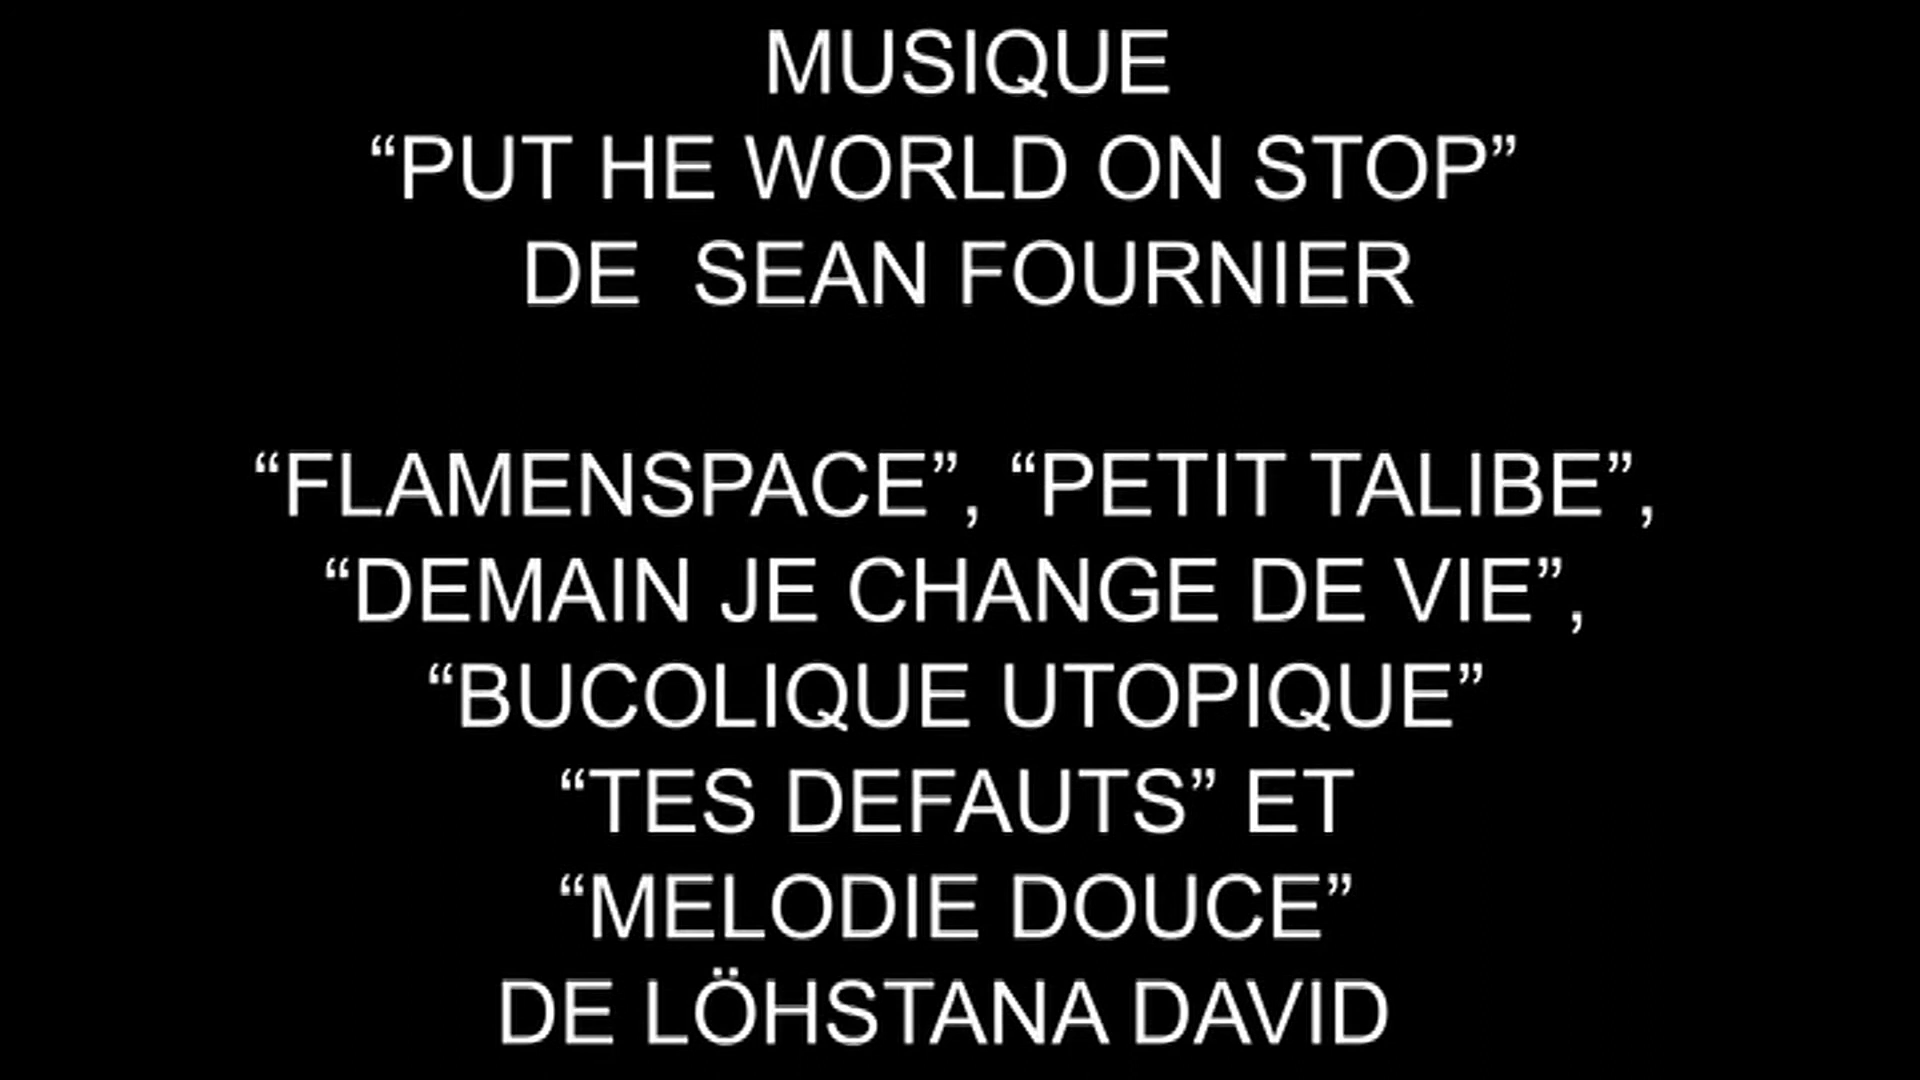 MUSIQUE
“PUT HE WORLD ON STOP”
DE  SEAN FOURNIER
“FLAMENSPACE”, “PETIT TALIBE”,
“DEMAIN JE CHANGE DE VIE”,
“BUCOLIQUE UTOPIQUE”
“TES DEFAUTS” ET
“MELODIE DOUCE”
DE LÖHSTANA DAVID